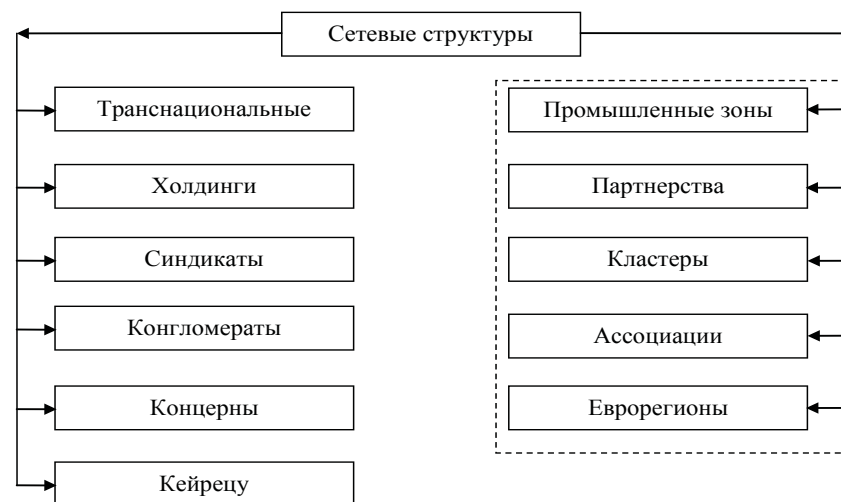 Сетевые структуры
Транснациональные
Холдинги
Синдикаты
Конгломераты
Концерны
Кейрецу
Промышленные зоны
Партнерства
Кластеры
Ассоциации
Еврорегионы